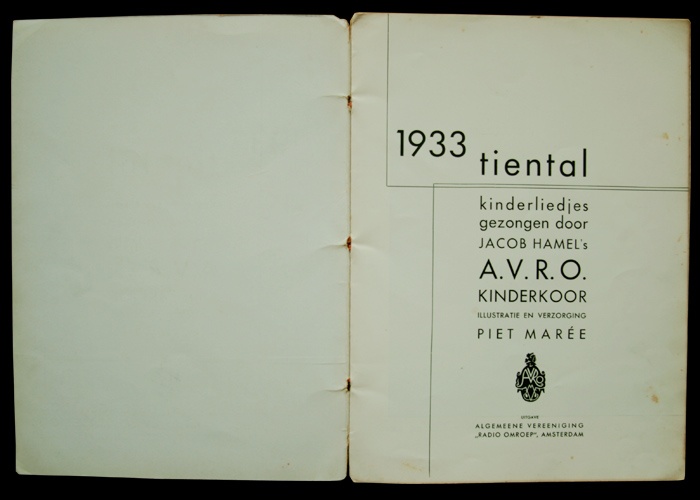 1933 tiental
kinderliedjes
gezongen door
JACOB HAMEL's
A.V.R.O.
KINDERKOOR
ILLUSTRATIE EN VERZORGING
PIET MARÉE
AVRO
UITGAVE
ALGEMEENE VEREENIGING
„RADIO OMROEP", AMSTERDAM